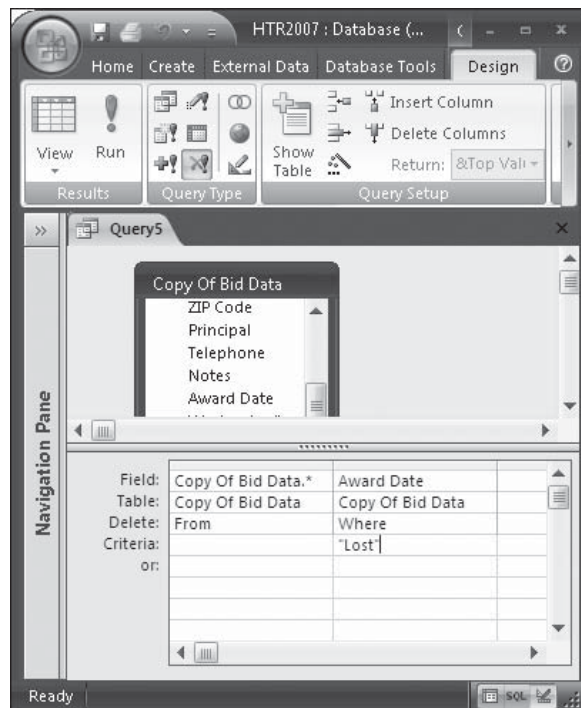 HTR2007 : Database (...
Home Create External Data Database Tools Design
View Run
Show Table
Insert Column
Delete Columns
Return: &Top Valu
Results Query Type Query Setup
Query5
Navigation Pane
Copy Of Bid Data
ZIP Code
Principal
Telephone
Notes
Award Date
Field: Copy Of Bid Data.* Award Date
Table: Copy Of Bid Data Copy Of Bid Data
Delete: From Where
Criteria: "Lost"
or:
Ready SQL